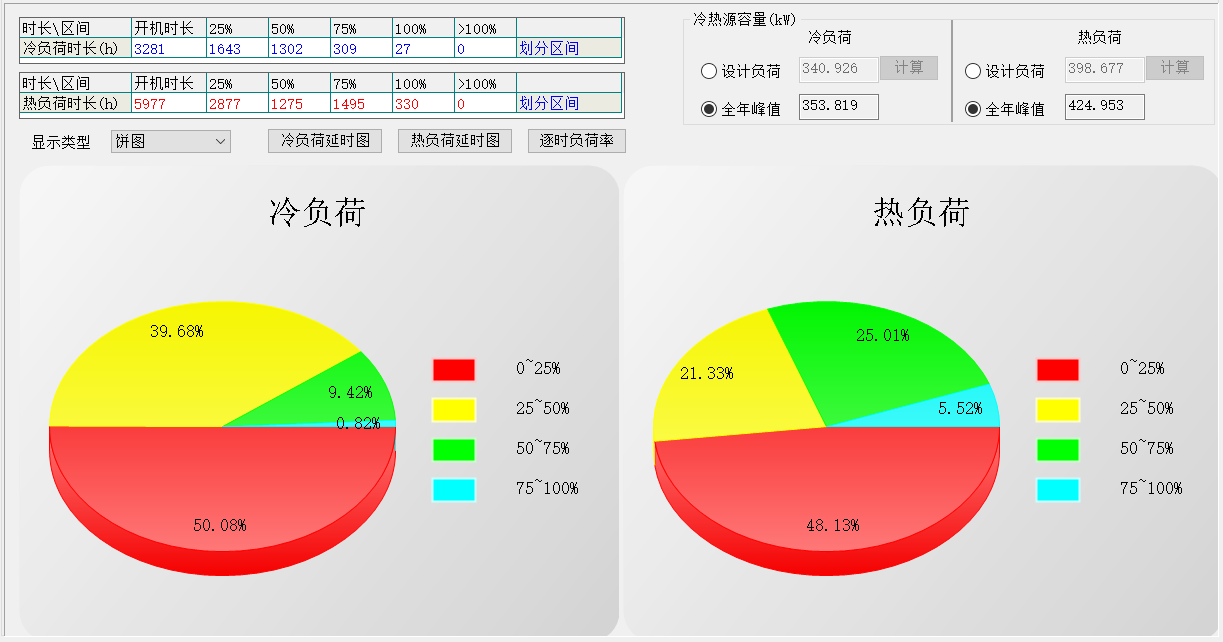 时长\区间 开机时长 25% 50% 75% 100% >100%
冷负荷时长(h) 3281 1643 1302 309 27 0 划分区间
时长\区间 开机时长 25% 50% 75% 100% >100%
热负荷时长(h) 5977 2877 1275 1495 330 0 划分区间
显示类型 饼图 冷负荷延时图 热负荷延时图 逐时负荷率
冷热源容量(kW)
冷负荷 热负荷
设计负荷 340.926 计算 设计负荷 398.677 计算
全年峰值 353.819 全年峰值 424.953
冷负荷
39.68%
9.42%
0.82%
50.08%
0~25%
25~50%
50~75%
75~100%
热负荷
25.01%
21.33%
5.52%
48.13%
0~25%
25~50%
50~75%
75~100%